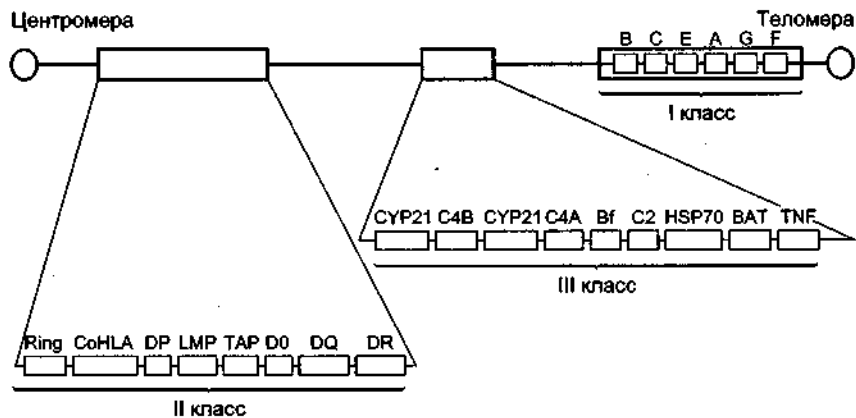 Центромера
Теломера
B C E A G F
I класс
CYP21 C4B CYP21 C4A Bf C2 HSP70 BAT TNF
III класс
Ring CoHLA DP LMP TAP D0 DQ DR
II класс